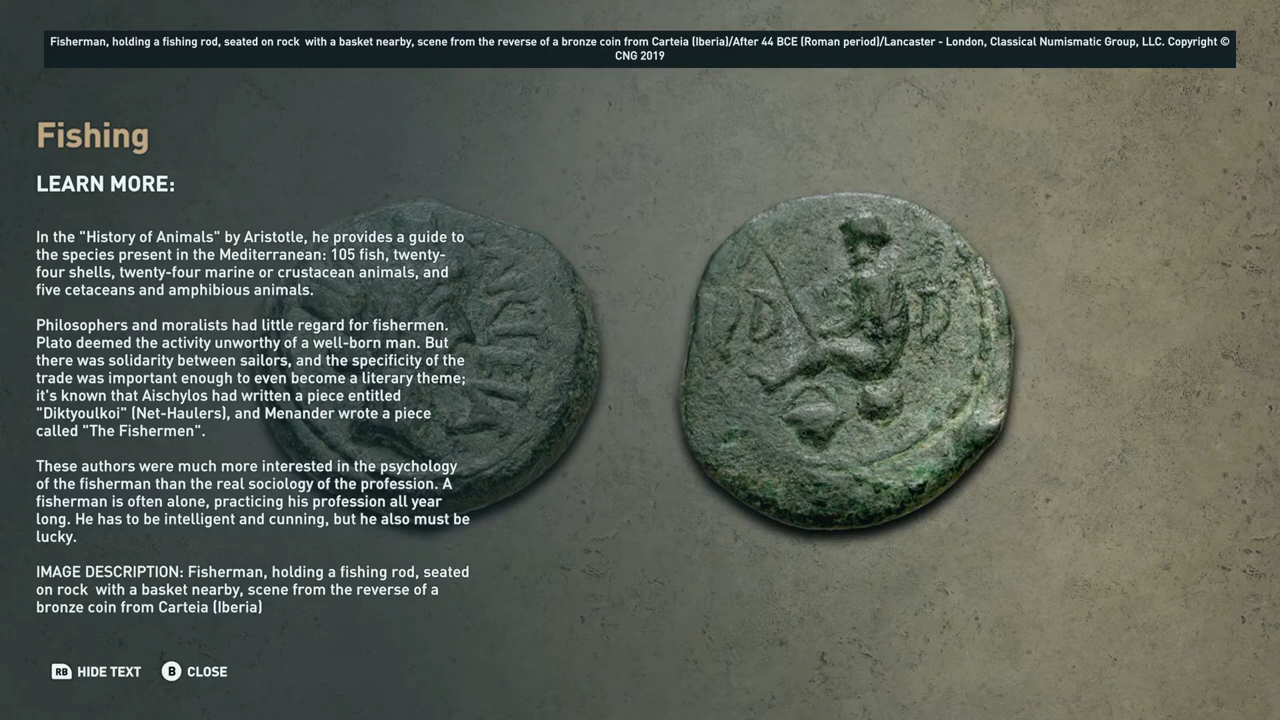 Fisherman, holding a fishing rod, seated on rock  with a basket nearby, scene from the reverse of a bronze coin from Carteia (Iberia)/After 44 BCE (Roman period)/Lancaster - London, Classical Numismatic Group, LLC. Copyright ©
CNG 2019
Fishing
LEARN MORE:
In the "History of Animals" by Aristotle, he provides a guide to
the species present in the Mediterranean: 105 fish, twenty-
four shells, twenty-four marine or crustacean animals, and
five cetaceans and amphibious animals.
Philosophers and moralists had little regard for fishermen.
Plato deemed the activity unworthy of a well-born man. But
there was solidarity between sailors, and the specificity of the
trade was important enough to even become a literary theme;
it's known that Aischylos had written a piece entitled
"Diktyoulkoi" (Net-Haulers), and Menander wrote a piece
called "The Fishermen".
These authors were much more interested in the psychology
of the fisherman than the real sociology of the profession. A
fisherman is often alone, practicing his profession all year
long. He has to be intelligent and cunning, but he also must be
lucky.
IMAGE DESCRIPTION: Fisherman, holding a fishing rod, seated
on rock  with a basket nearby, scene from the reverse of a
bronze coin from Carteia (Iberia)
D D
RB HIDE TEXT B CLOSE